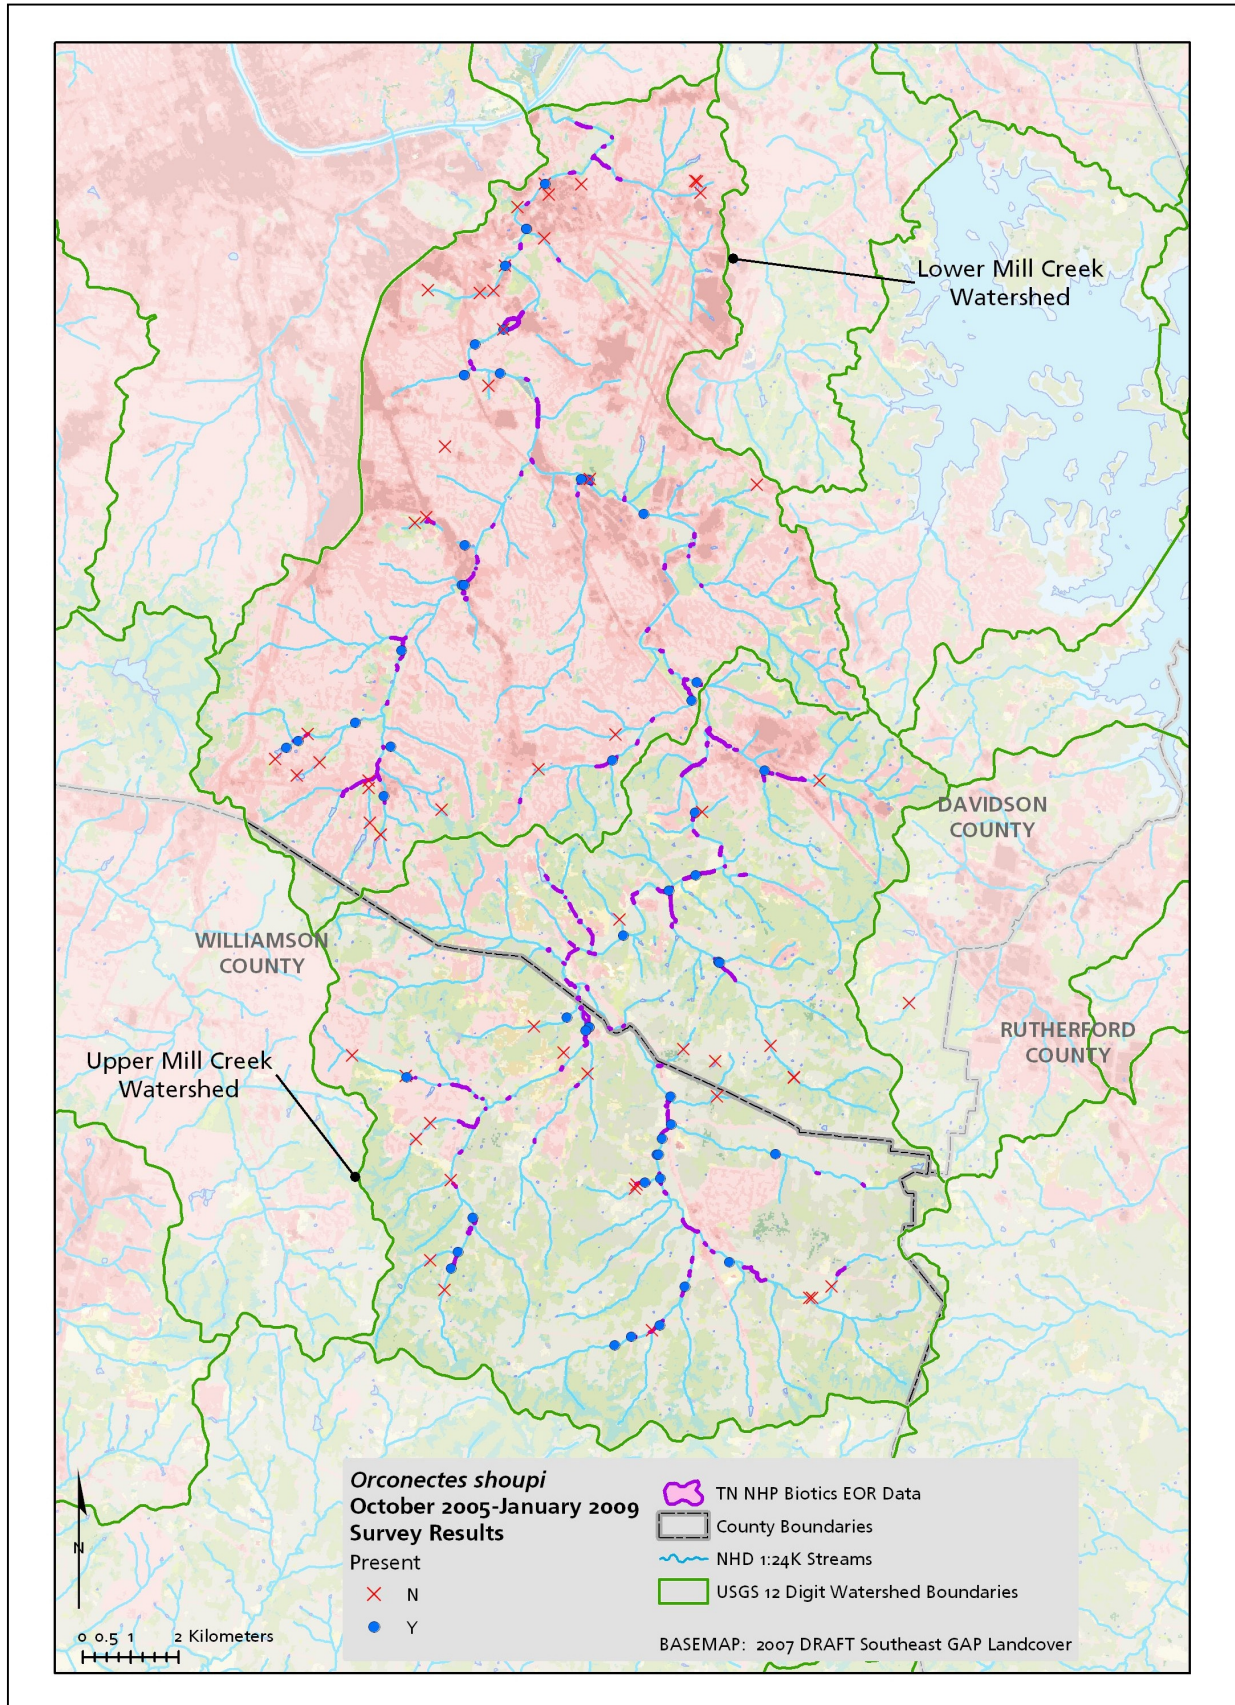 Lower Mill Creek
Watershed
DAVIDSON
COUNTY
WILLIAMSON
COUNTY
RUTHERFORD
COUNTY
Upper Mill Creek
Watershed
N
0 0.5 1 2 Kilometers
Orconectes shoupi
October 2005-January 2009
Survey Results
Present
N
Y
TN NHP Biotics EOR Data
County Boundaries
NHD 1:24K Streams
USGS 12 Digit Watershed Boundaries
BASEMAP: 2007 DRAFT Southeast GAP Landcover